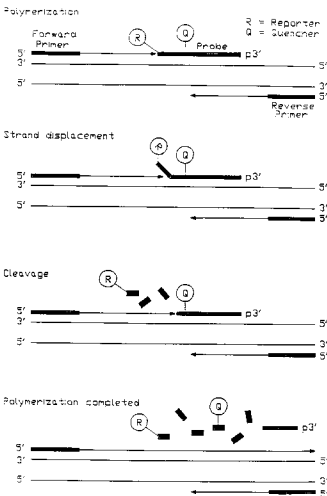 Polymerization
R = Reporter
Q = Quencher
Forward
Primer
R
Q
Probe
5'
p3'
3'
5'
5'
3'
5'
Reverse
Primer
Strand displacement
R
Q
5'
p3'
3'
5'
5'
3'
5'
Cleavage
R
Q
5'
p3'
3'
5'
5'
3'
5'
Polymerization completed
R
Q
p3'
5'
3'
5'
5'
3'
5'